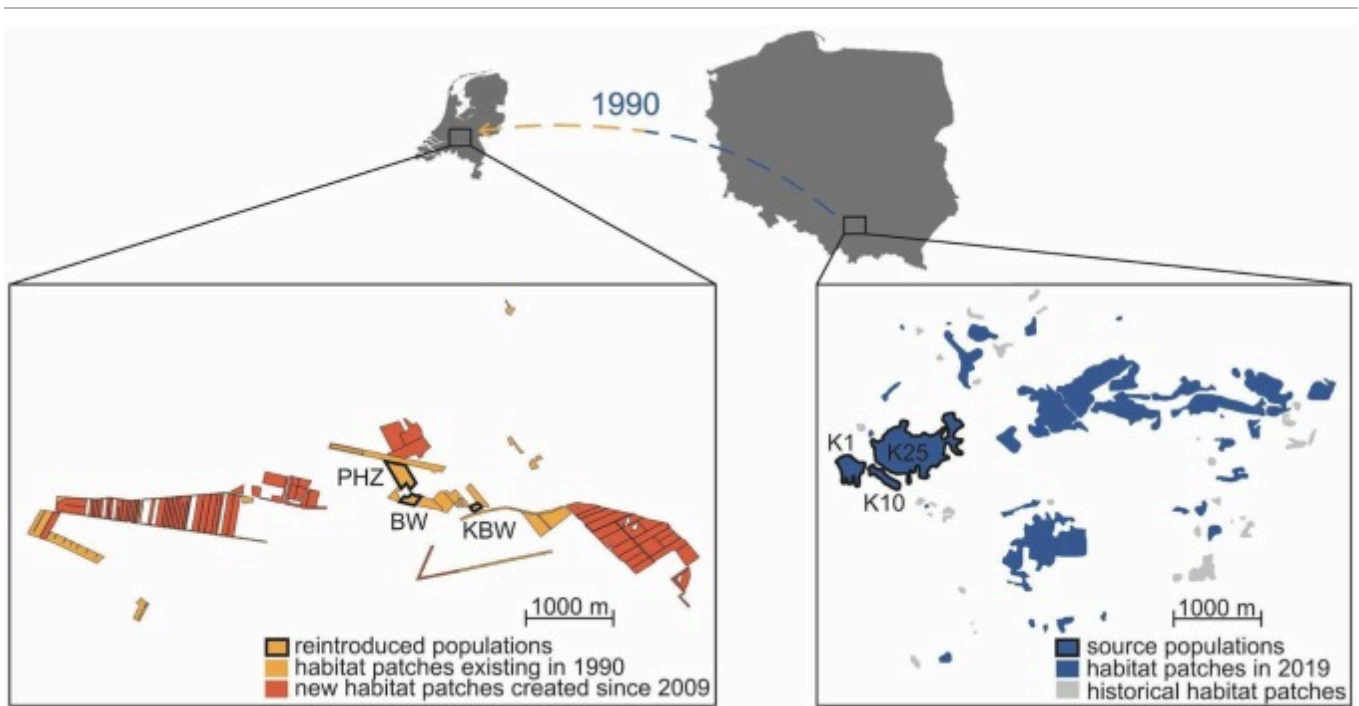 1990
PHZ
BW
KBW
1000 m
reintroduced populations
habitat patches existing in 1990
new habitat patches created since 2009
K1
K25
K10
1000 m
source populations
habitat patches in 2019
historical habitat patches